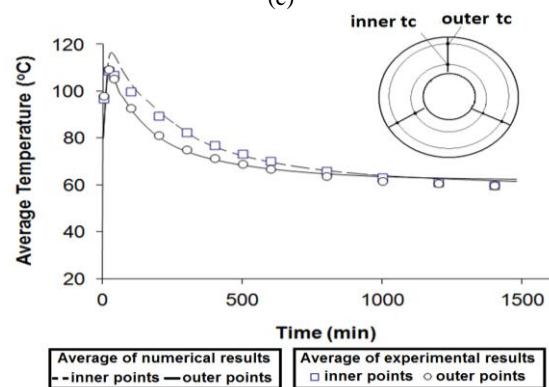 (c)
inner tc outer tc
120
100
80
60
40
20
Average Temperature (°C)
0 500 1000 1500
Time (min)
Average of numerical results
inner points outer points
Average of experimental results
inner points outer points